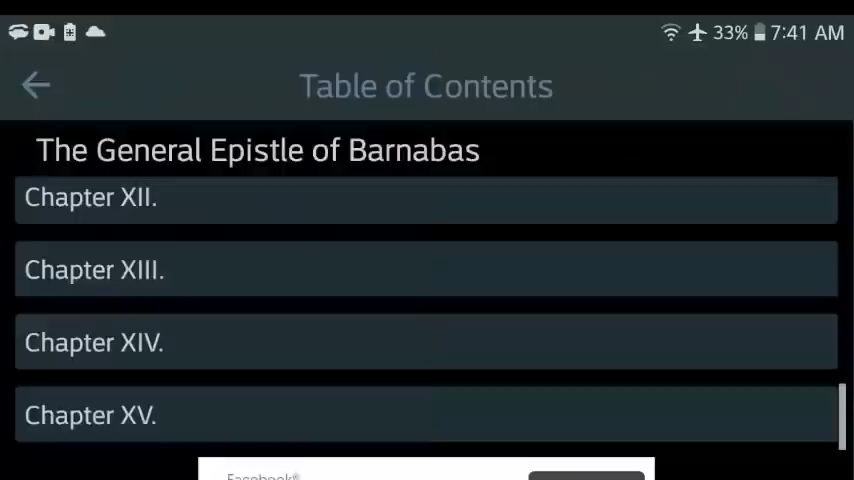 33% 7:41 AM
Table of Contents
The General Epistle of Barnabas
Chapter XII.
Chapter XIII.
Chapter XIV.
Chapter XV.
Facebook®